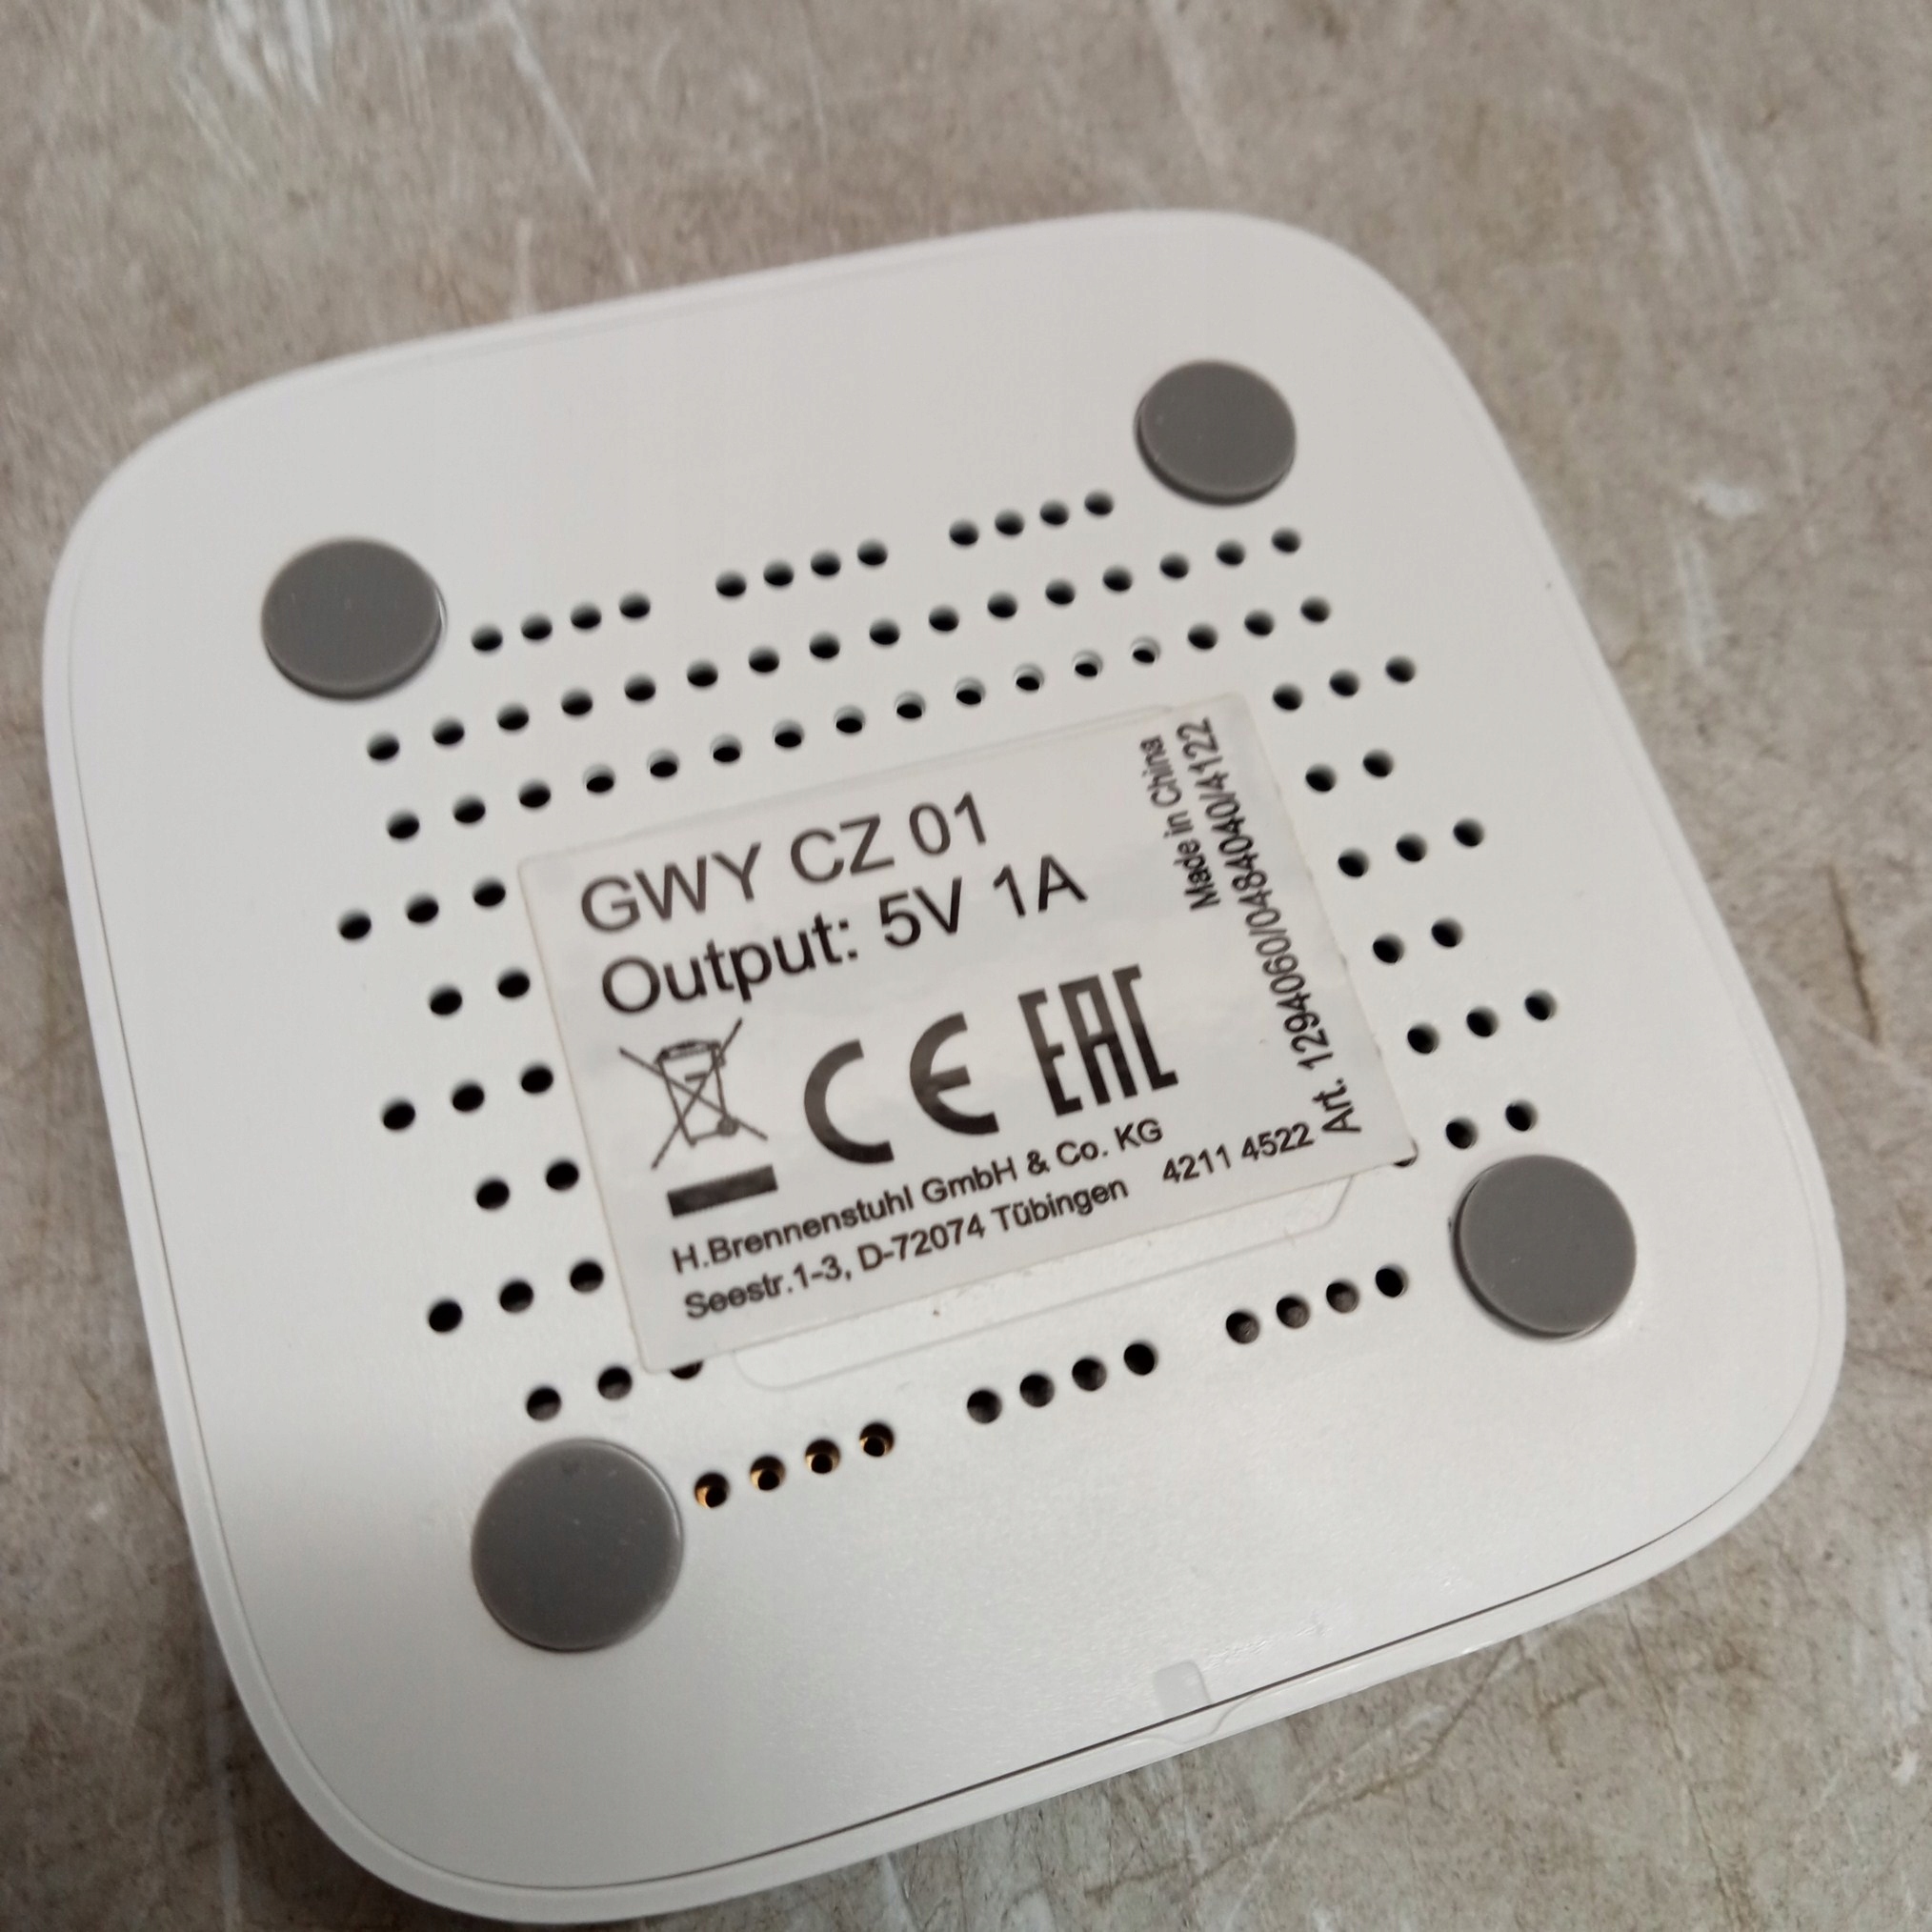 GWY CZ 01
Output: 5V 1A
CE EAC
H.Brennenstuhl GmbH & Co. KG
Seestr.1-3, D-72074 Tübingen 4211 4522
Made in China
Art. 1294060/0484040/4122